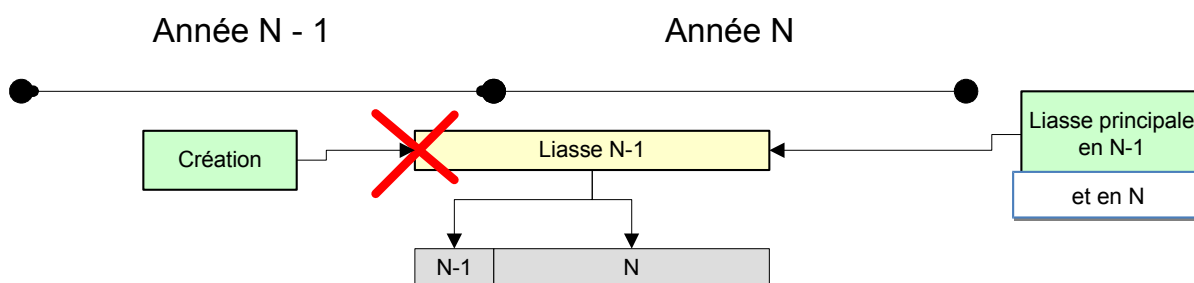 Année N - 1
Année N
Création
Liasse N-1
Liasse principale
en N-1
et en N
N-1
N